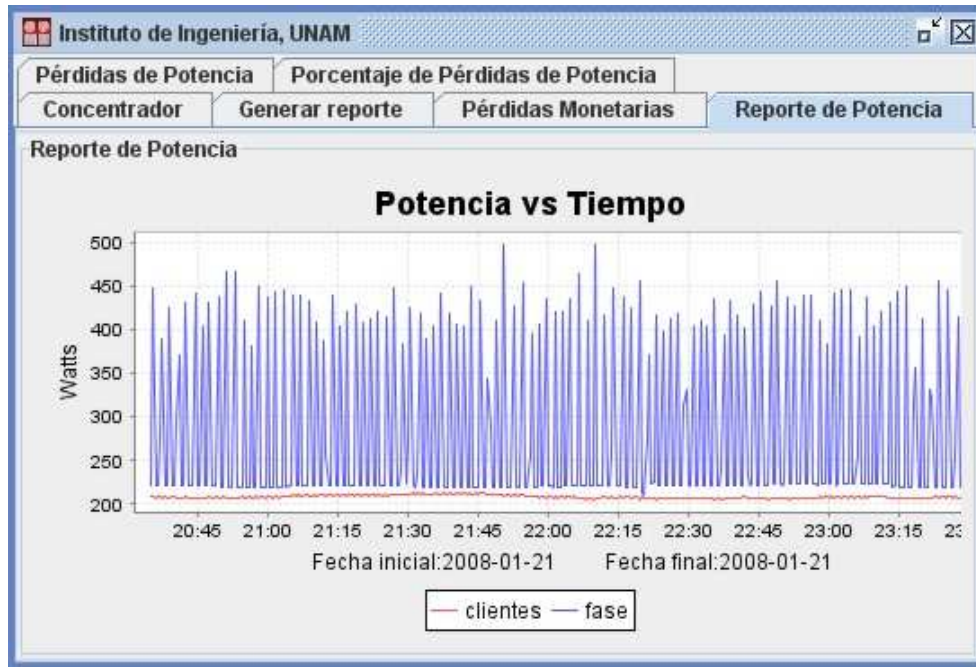 Instituto de Ingeniería, UNAM
Pérdidas de Potencia Porcentaje de Pérdidas de Potencia
Concentrador Generar reporte Pérdidas Monetarias Reporte de Potencia
Reporte de Potencia
Potencia vs Tiempo
500
450
400
350
300
250
200
Watts
20:45 21:00 21:15 21:30 21:45 22:00 22:15 22:30 22:45 23:00 23:15
Fecha inicial:2008-01-21 Fecha final:2008-01-21
clientes fase